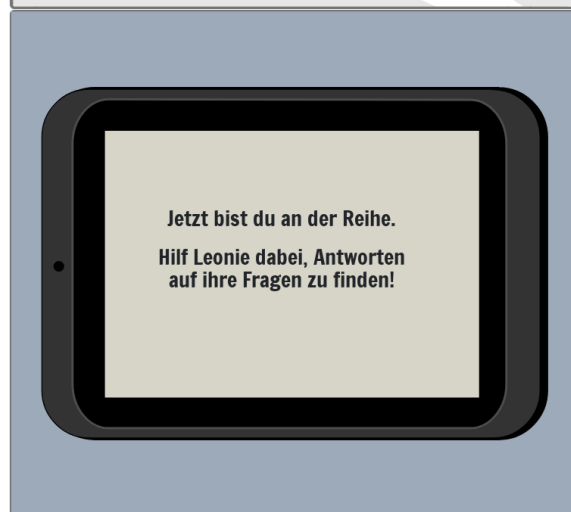 Jetzt bist du an der Reihe.
Hilf Leonie dabei, Antworten
auf ihre Fragen zu finden!